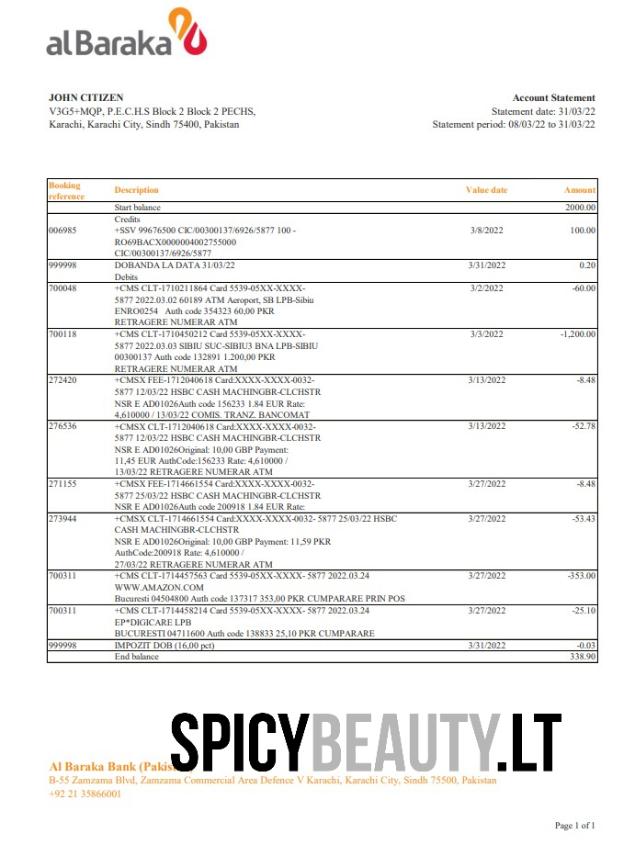 al Baraka
JOHN CITIZEN
V3G5+MQP, P.E.C.H.S Block 2 Block 2 PECHS,
Karachi, Karachi City, Sindh 75400, Pakistan
Account Statement
Statement date: 31/03/22
Statement period: 08/03/22 to 31/03/22
Booking reference Description Value date Amount
Start balance 2000.00
Credits
006985 +SSV 99676500 CIC/00300137/6926/5877 100 - 3/8/2022 100.00
RO69BACX0000004002755000
CIC/00300137/6926/5877
999998 DOBANDA LA DATA 31/03/22 3/31/2022 0.20
Debits
700048 +CMS CLT-1710211864 Card 5539-05XX-XXXX- 3/2/2022 -60.00
5877 2022.03.02 60189 ATM Aeroport, SB LPB-Sibiu
ENRO0254 Auth code 354323 60,00 PKR
RETRAGERE NUMERAR ATM
700118 +CMS CLT-1710450212 Card 5539-05XX-XXXX- 3/3/2022 -1,200.00
5877 2022.03.03 SIBIU SUC-SIBIU3 BNA LPB-SIBIU
00300137 Auth code 132891 1.200,00 PKR
RETRAGERE NUMERAR ATM
272420 +CMSX FEE-1712040618 Card:XXXX-XXXX-0032- 3/13/2022 -8.48
5877 12/03/22 HSBC CASH MACHINGBR-CLCHSTR
NSR E AD01026Auth code 156233 1.84 EUR Rate:
4,610000 / 13/03/22 COMIS. TRANZ. BANCOMAT
276536 +CMSX CLT-1712040618 Card:XXXX-XXXX-0032- 3/13/2022 -52.78
5877 12/03/22 HSBC CASH MACHINGBR-CLCHSTR
NSR E AD01026Original: 10,00 GBP Payment:
11,45 EUR AuthCode:156233 Rate: 4,610000 /
13/03/22 RETRAGERE NUMERAR ATM
271155 +CMSX FEE-1714661554 Card:XXXX-XXXX-0032- 3/27/2022 -8.48
5877 25/03/22 HSBC CASH MACHINGBR-CLCHSTR
NSR E AD01026Auth code 200918 1.84 EUR Rate:
273944 +CMSX CLT-1714661554 Card:XXXX-XXXX-0032- 5877 25/03/22 HSBC 3/27/2022 -53.43
CASH MACHINGBR-CLCHSTR
NSR E AD01026Original: 10,00 GBP Payment: 11,59 PKR
AuthCode:200918 Rate: 4,610000 /
27/03/22 RETRAGERE NUMERAR ATM
700311 +CMS CLT-1714457563 Card 5539-05XX-XXXX- 5877 2022.03.24 3/27/2022 -353.00
WWW.AMAZON.COM
Bucuresti 04504800 Auth code 137317 353,00 PKR CUMPARARE PRIN POS
700311 +CMS CLT-1714458214 Card 5539-05XX-XXXX- 5877 2022.03.24 3/27/2022 -25.10
EP*DIGICARE LPB
BUCURESTI 04711600 Auth code 138833 25,10 PKR CUMPARARE
999998 IMPOZIT DOB (16,00 pct) 3/31/2022 -0.03
End balance 338.90
SPICYBEAUTY.LT
Al Baraka Bank
B-55 Zamzama Blvd, Zamzama Commercial Area Defence V Karachi, Karachi City, Sindh 75500, Pakistan
+92 21 35866001
Page 1 of 1